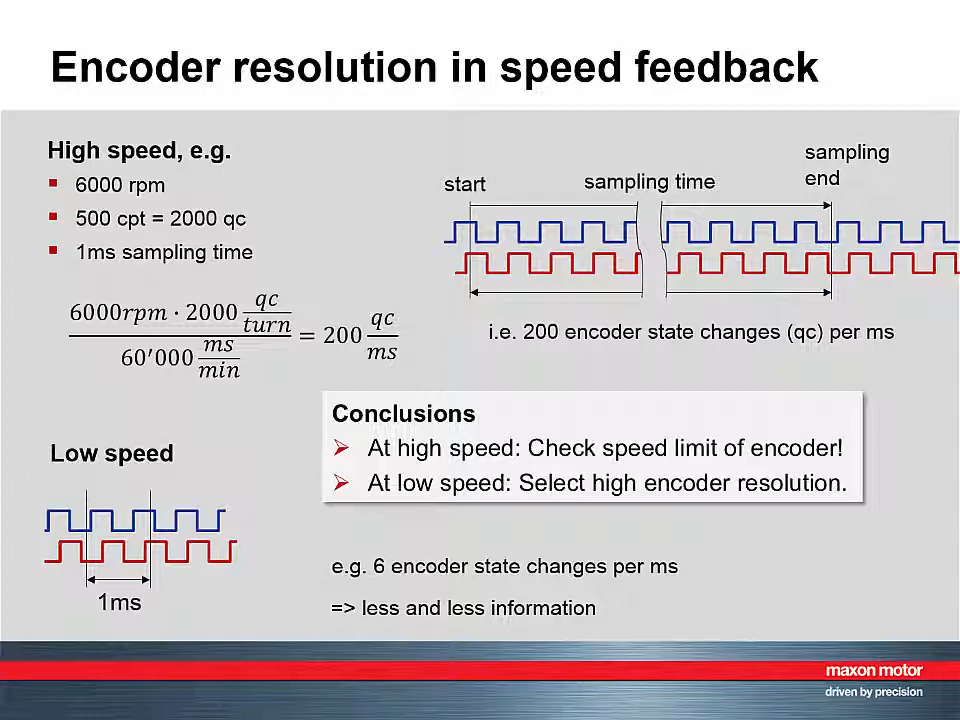 Encoder resolution in speed feedback
High speed, e.g.
▪ 6000 rpm
▪ 500 cpt = 2000 qc
▪ 1ms sampling time
6000rpm · 2000 qc/turn / 60'000 ms/min = 200 qc/ms
start
sampling time
sampling
end
i.e. 200 encoder state changes (qc) per ms
Conclusions
➢ At high speed: Check speed limit of encoder!
➢ At low speed: Select high encoder resolution.
Low speed
1ms
e.g. 6 encoder state changes per ms
=> less and less information
maxon motor
driven by precision